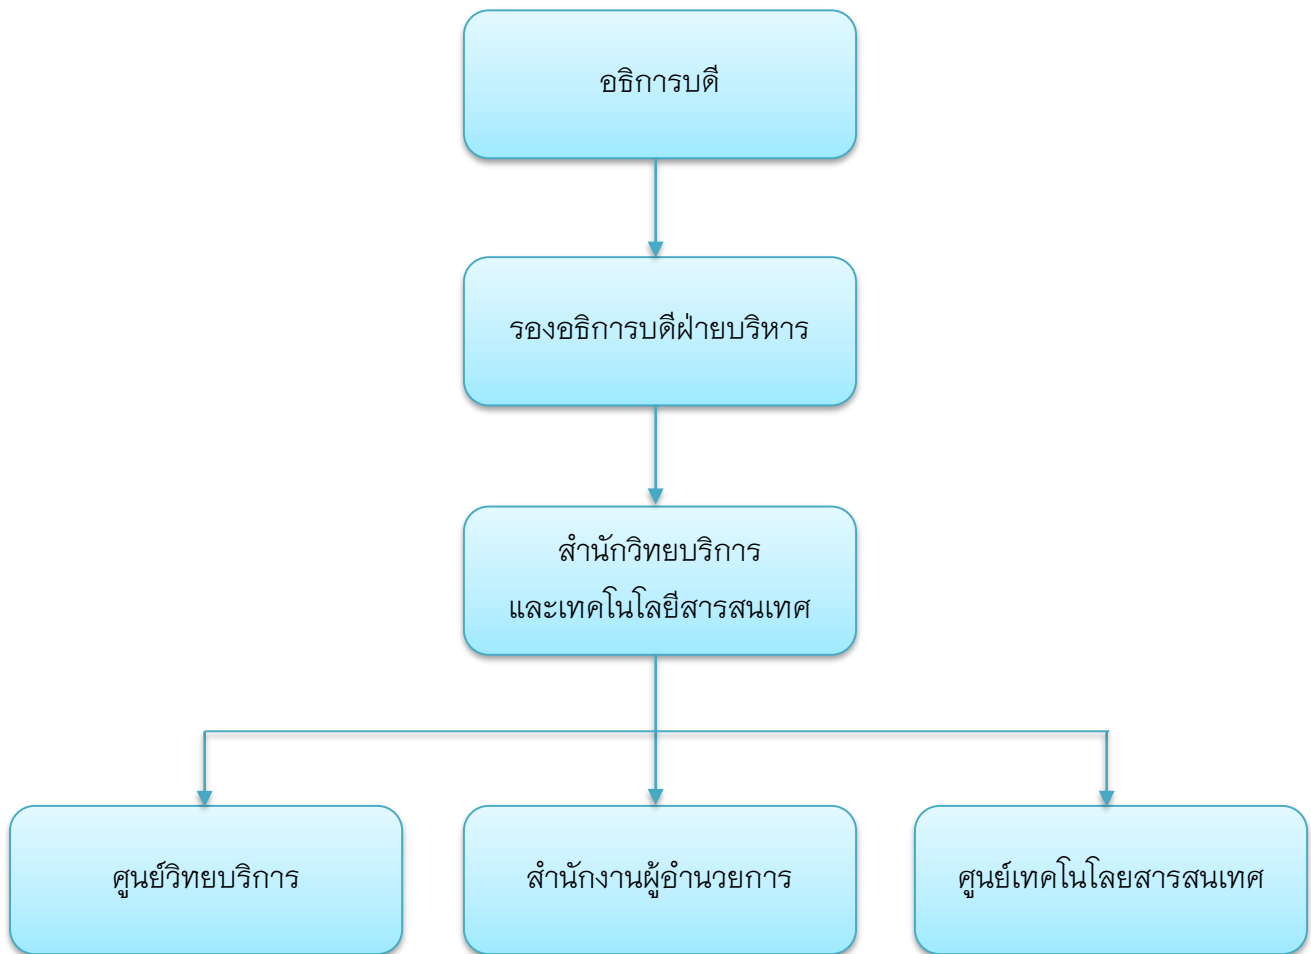 อธิการบดี
รองอธิการบดีฝ่ายบริหาร
สำนักวิทยบริการ
และเทคโนโลยีสารสนเทศ
ศูนย์วิทยบริการ
สำนักงานผู้อำนวยการ
ศูนย์เทคโนโลยสารสนเทศ